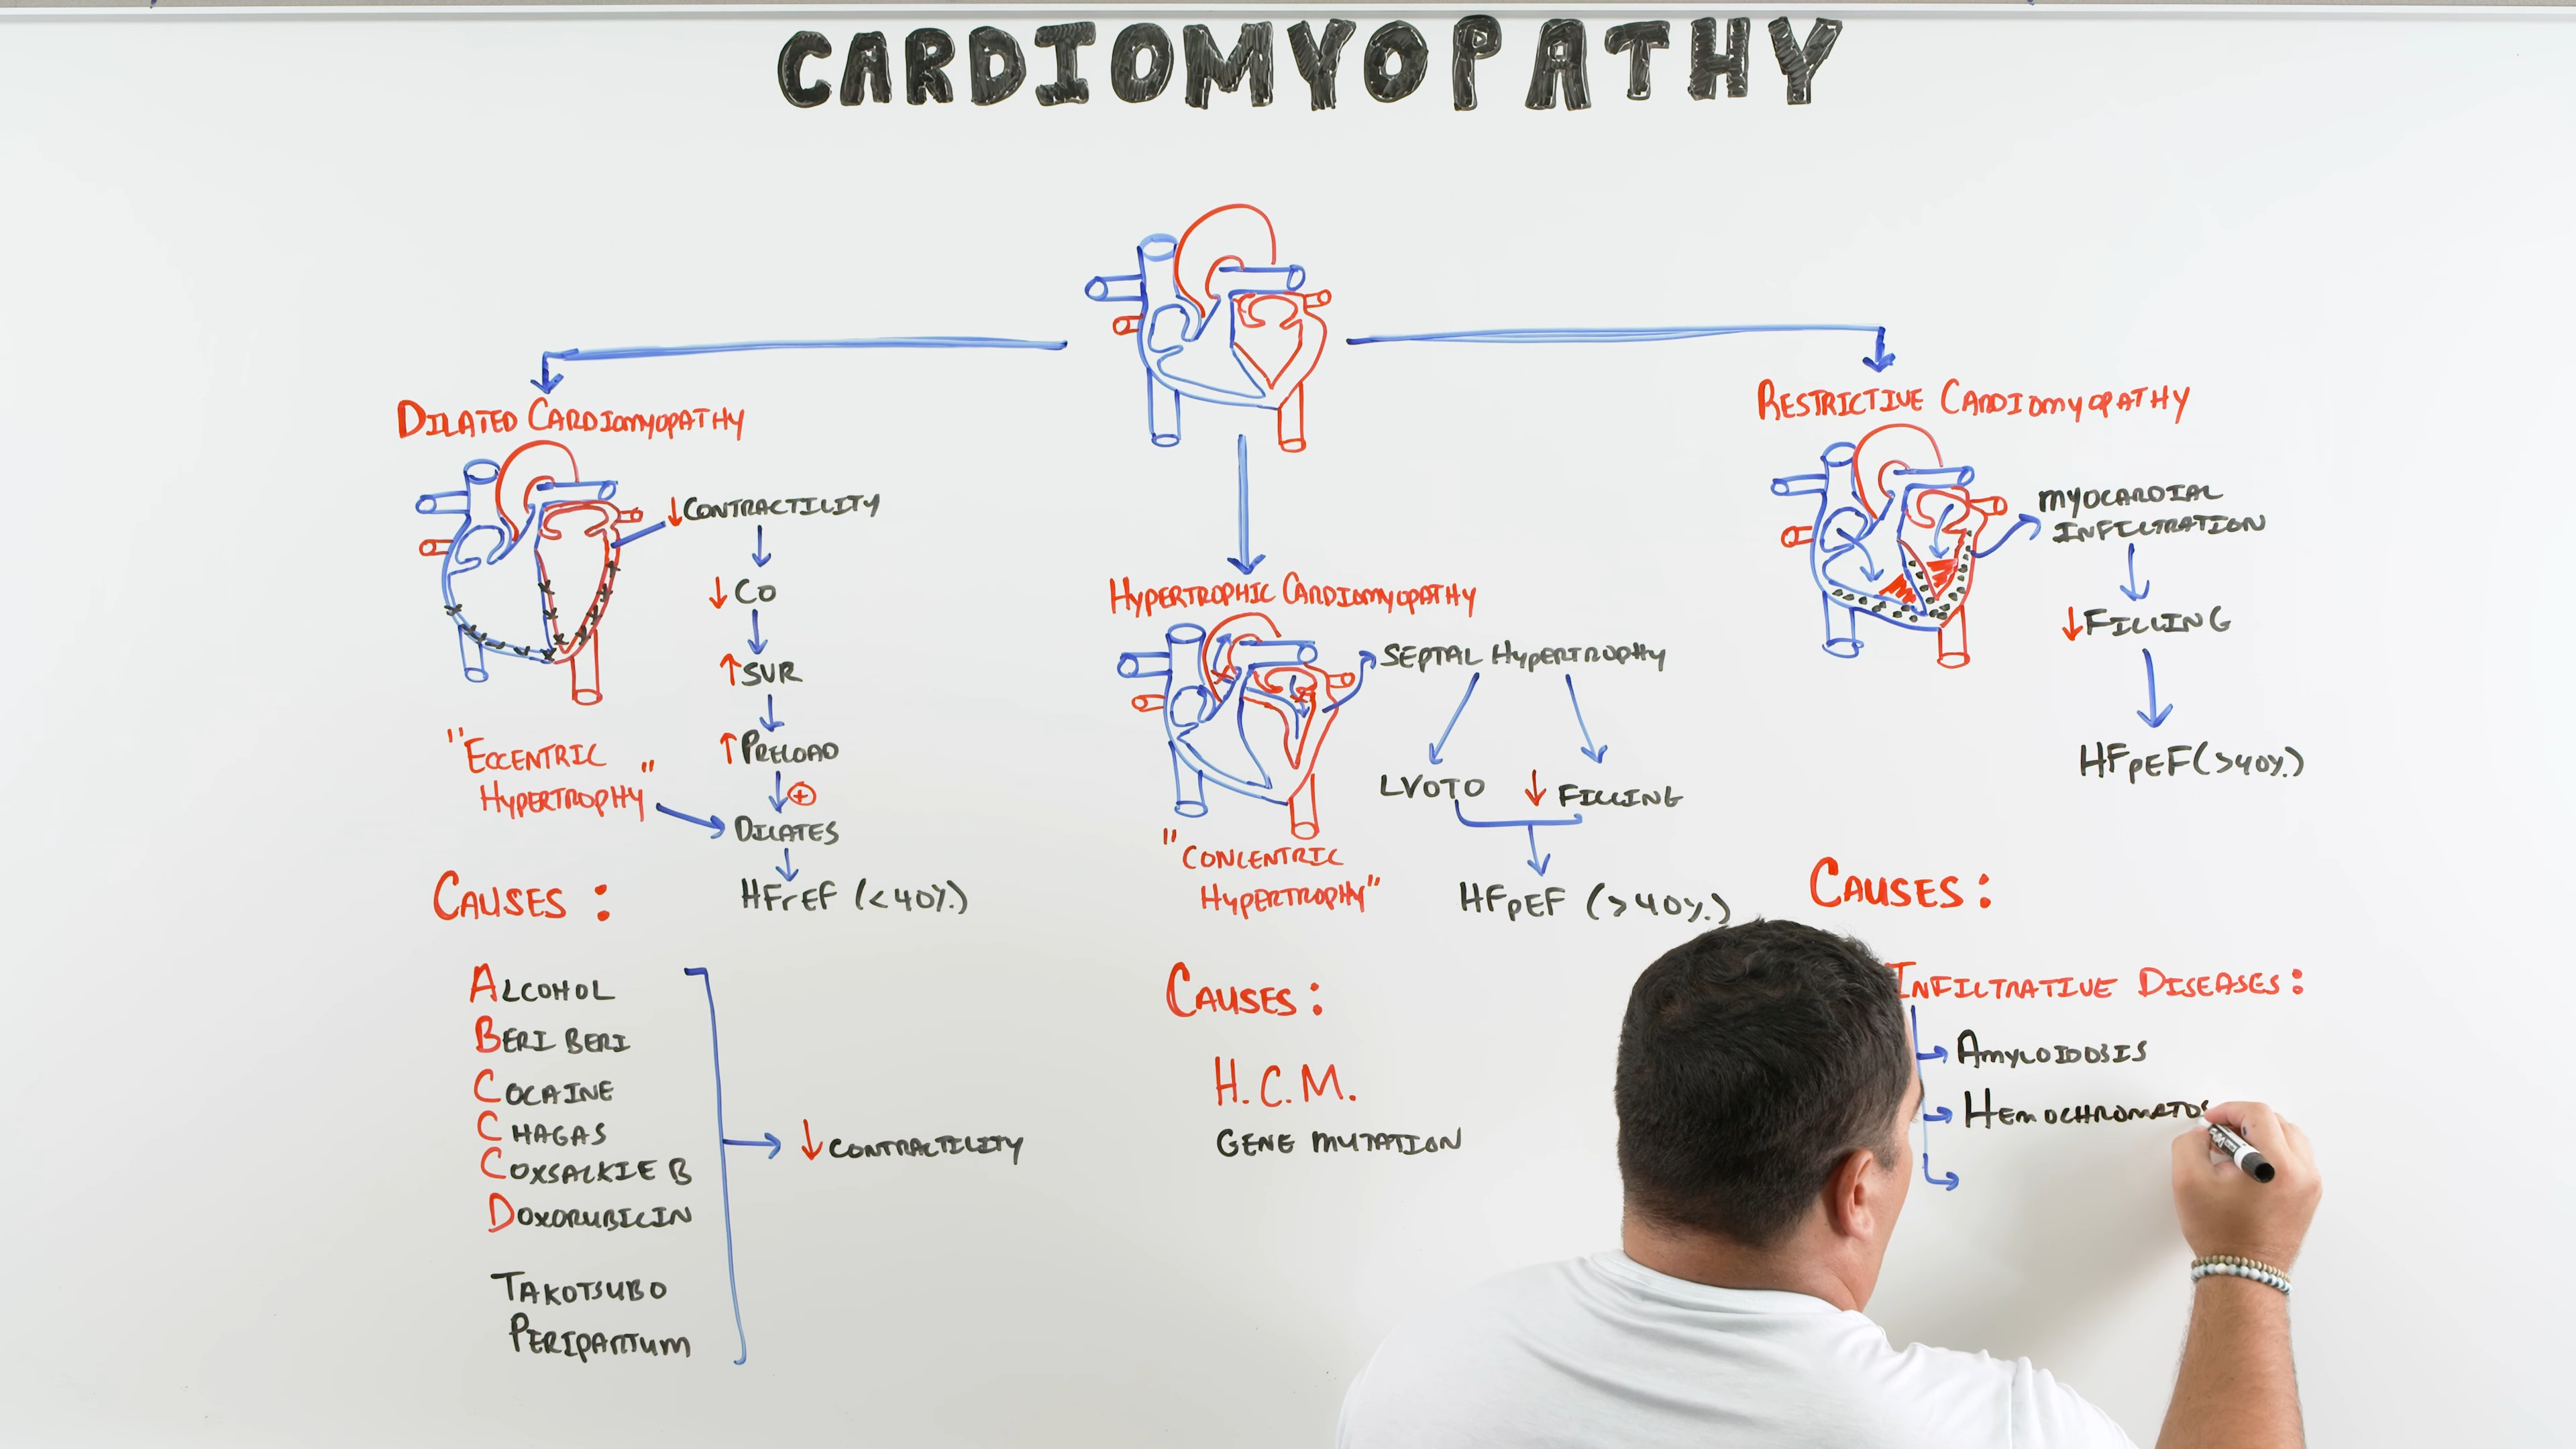 CARDIOMYOPATHY
DILATED CARDIOMYOPATHY
↓ CONTRACTILITY
↓ CO
↑ SVR
↑ PRELOAD
+
DILATES
HFrEF (<40%)
"ECCENTRIC
HYPERTROPHY"
CAUSES:
ALCOHOL
BERI BERI
COCAINE
CHAGAS
COXSACKIE B
DOXORUBICIN
TAKOTSUBO
PERIPARTUM
↓ CONTRACTILITY
HYPERTROPHIC CARDIOMYOPATHY
SEPTAL HYPERTROPHY
LVOTO
↓ FILLING
HFpEF (>40%)
"CONCENTRIC
HYPERTROPHY"
CAUSES:
H.C.M.
GENE MUTATION
RESTRICTIVE CARDIOMYOPATHY
MYOCARDIAL
INFILTRATION
↓ FILLING
HFpEF (>40%)
CAUSES:
INFILTRATIVE DISEASES:
AMYLOIDOSIS
HEMOCHROMATOS